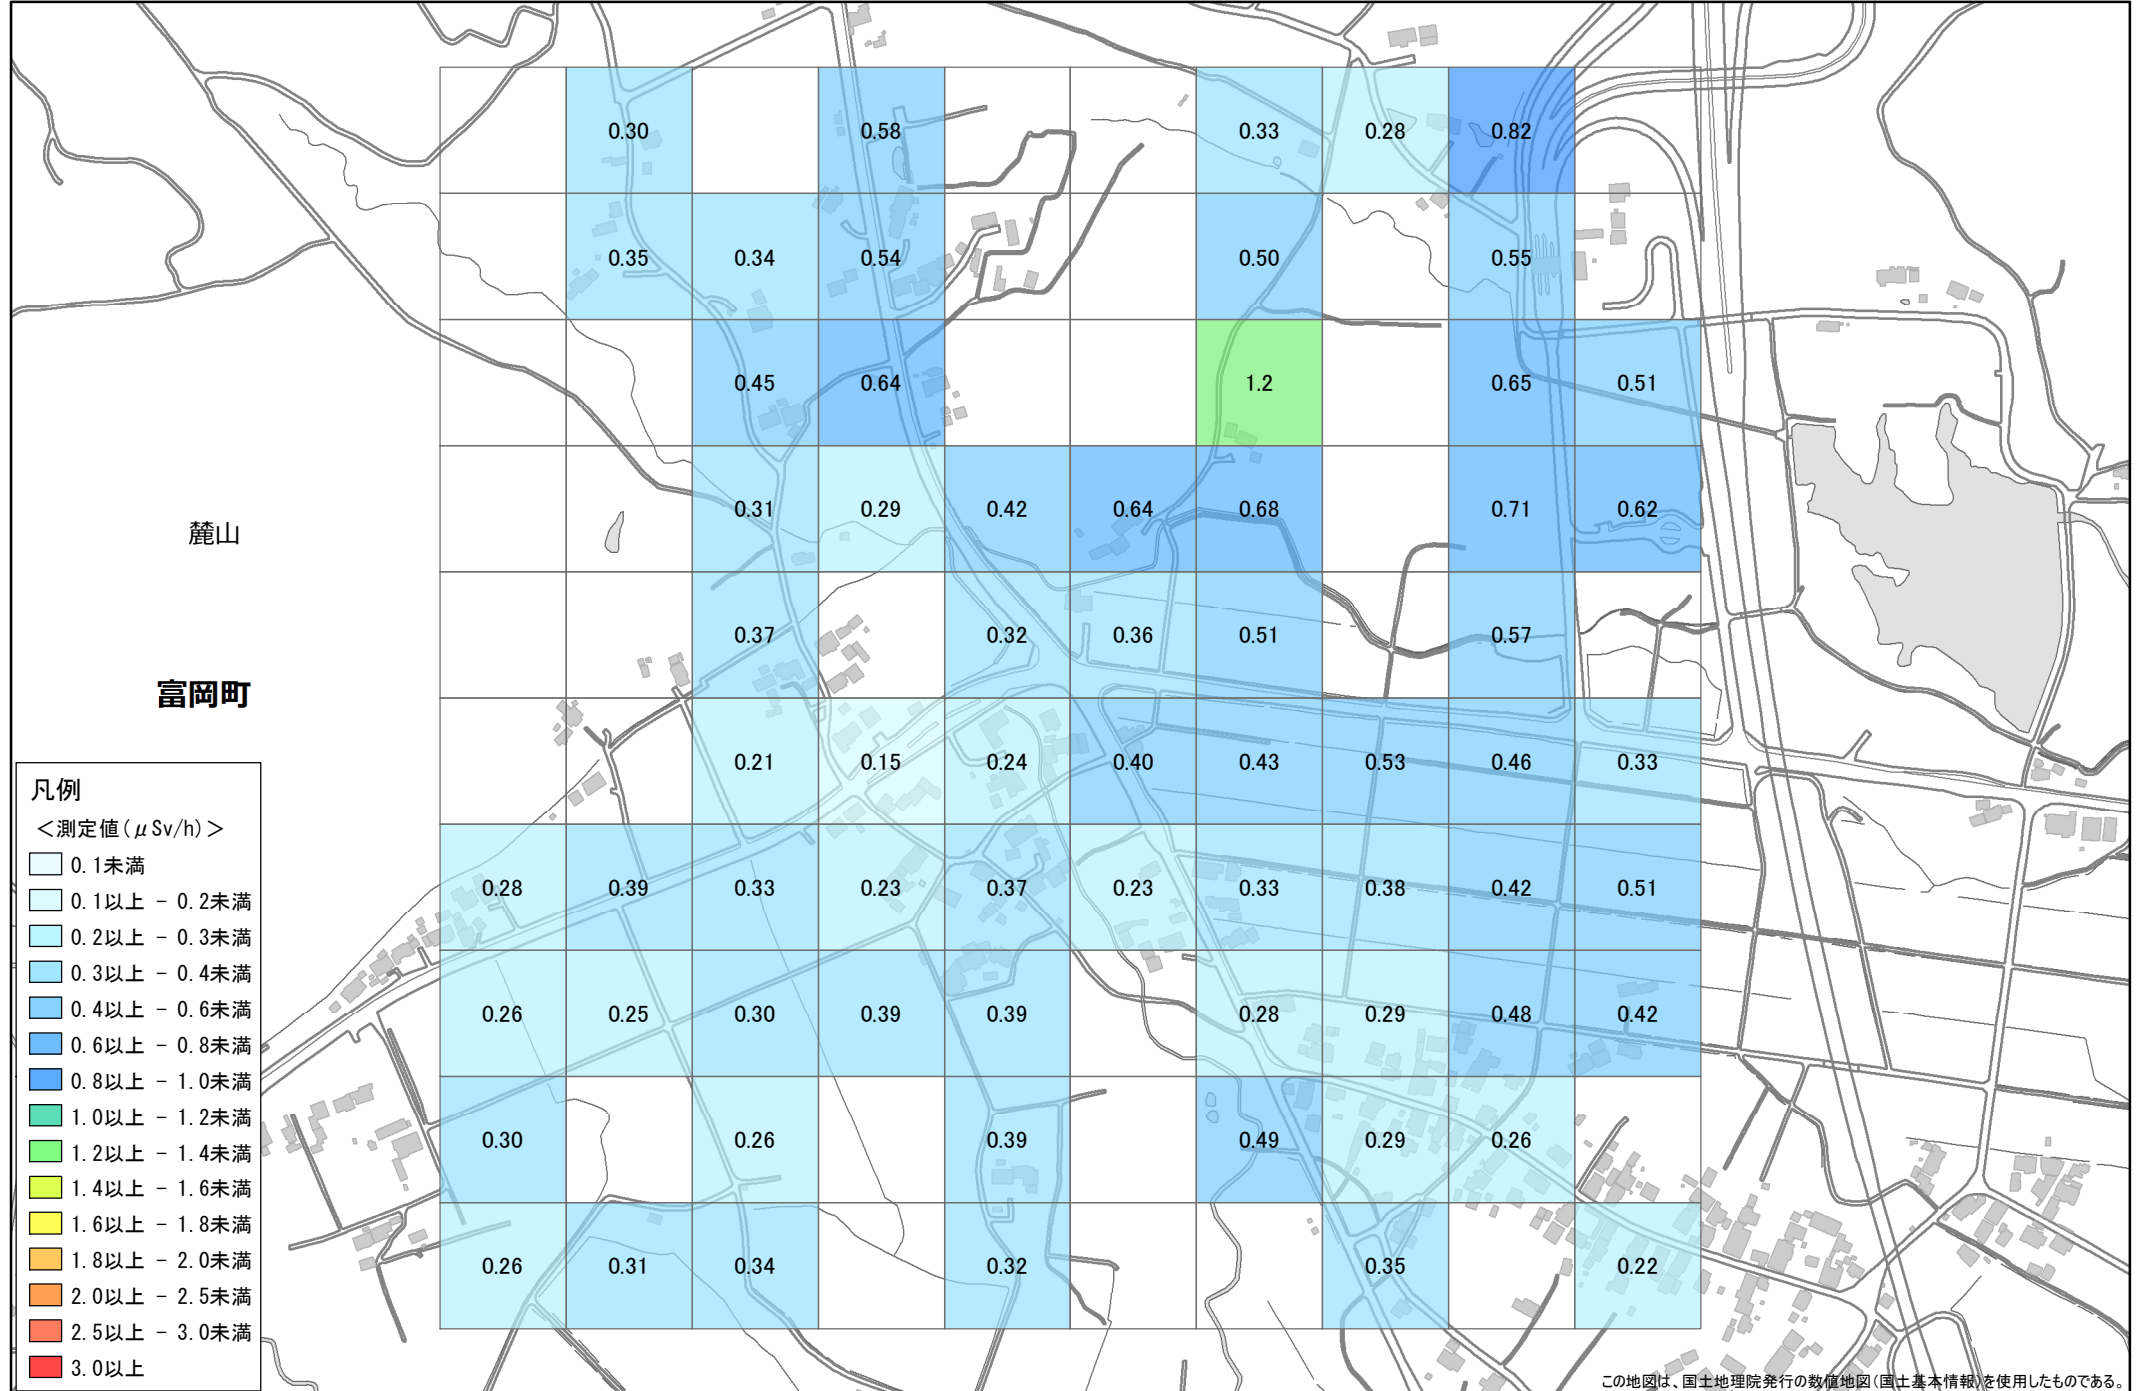 0.30 0.58 0.33 0.28 0.82
0.35 0.34 0.54 0.50 0.55
0.45 0.64 1.2 0.65 0.51
0.31 0.29 0.42 0.64 0.68 0.71 0.62
麓山
0.37 0.32 0.36 0.51 0.57
富岡町
0.21 0.15 0.24 0.40 0.43 0.53 0.46 0.33
0.28 0.39 0.33 0.23 0.37 0.23 0.33 0.38 0.42 0.51
0.26 0.25 0.30 0.39 0.39 0.28 0.29 0.48 0.42
0.30 0.26 0.39 0.49 0.29 0.26
0.26 0.31 0.34 0.32 0.35 0.22
凡例
＜測定値(μSv/h)＞
0.1未満
0.1以上 - 0.2未満
0.2以上 - 0.3未満
0.3以上 - 0.4未満
0.4以上 - 0.6未満
0.6以上 - 0.8未満
0.8以上 - 1.0未満
1.0以上 - 1.2未満
1.2以上 - 1.4未満
1.4以上 - 1.6未満
1.6以上 - 1.8未満
1.8以上 - 2.0未満
2.0以上 - 2.5未満
2.5以上 - 3.0未満
3.0以上
この地図は、国土地理院発行の数値地図(国土基本情報)を使用したものである。